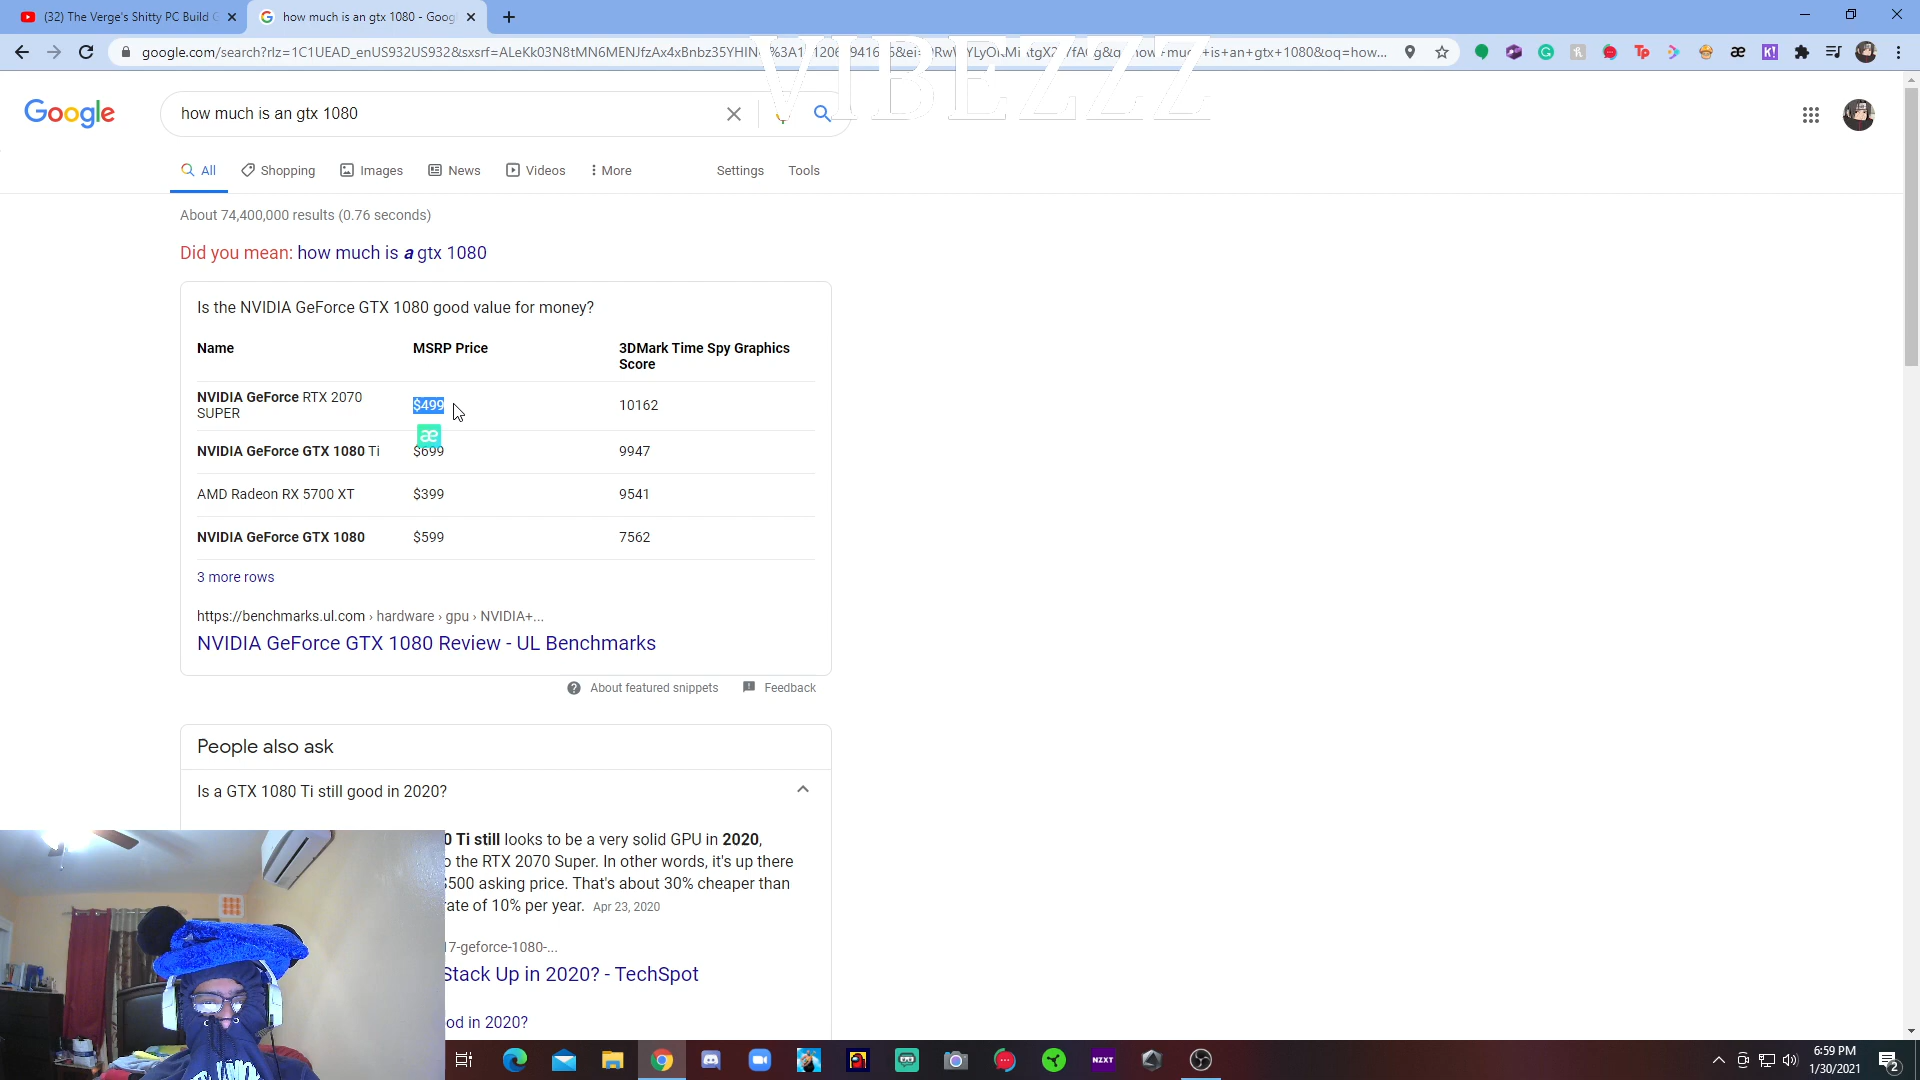 (32) The Verge's Shitty PC Build
how much is an gtx 1080 - Goog
VIBEZZZ
Google
how much is an gtx 1080
All
Shopping
Images
News
Videos
More
Settings
Tools
About 74,400,000 results (0.76 seconds)
Did you mean: how much is a gtx 1080
Is the NVIDIA GeForce GTX 1080 good value for money?
Name MSRP Price 3DMark Time Spy Graphics
Score
NVIDIA GeForce RTX 2070
SUPER
$499 10162
æ
NVIDIA GeForce GTX 1080 Ti $699 9947
AMD Radeon RX 5700 XT $399 9541
NVIDIA GeForce GTX 1080 $599 7562
3 more rows
https://benchmarks.ul.com › hardware › gpu › NVIDIA+...
NVIDIA GeForce GTX 1080 Review - UL Benchmarks
About featured snippets
Feedback
People also ask
Is a GTX 1080 Ti still good in 2020?
0 Ti still looks to be a very solid GPU in 2020,
the RTX 2070 Super. In other words, it's up there
$500 asking price. That's about 30% cheaper than
rate of 10% per year. Apr 23, 2020
17-geforce-1080-...
Stack Up in 2020? - TechSpot
od in 2020?
NZXT
6:59 PM
1/30/2021
2